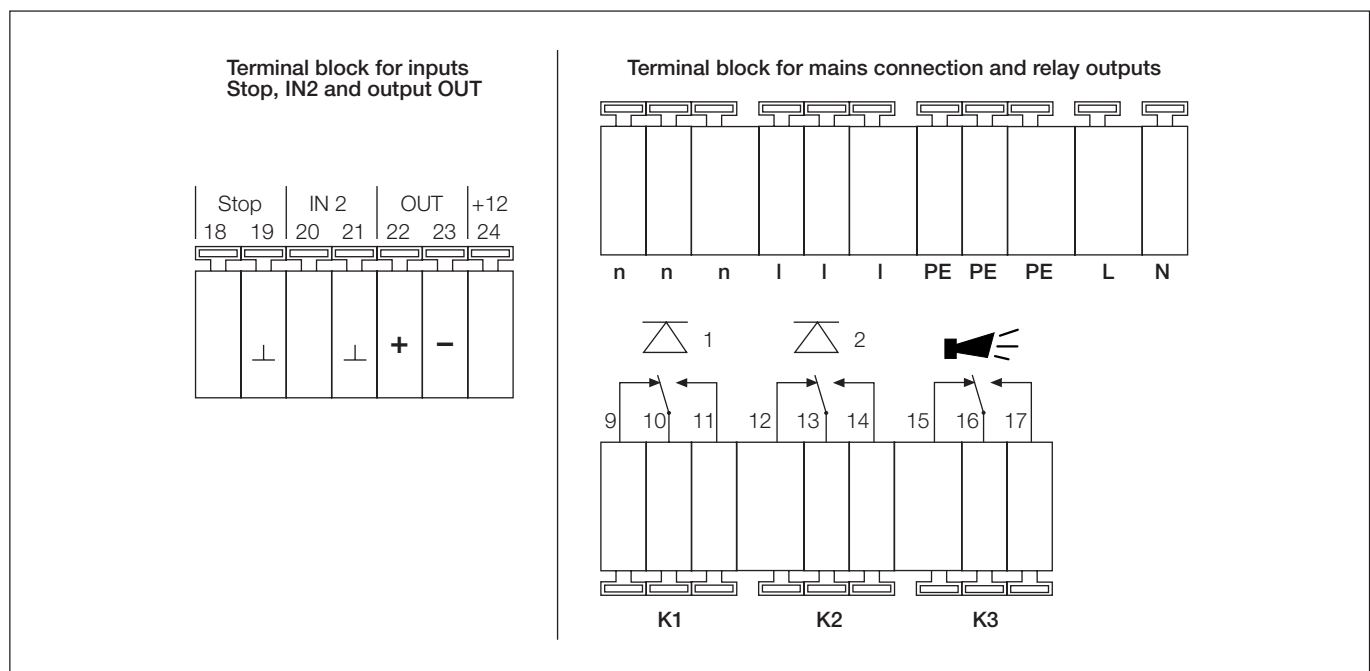 Terminal block for inputs
Stop, IN2 and output OUT
Stop IN 2 OUT +12
18 19 20 21 22 23 24
+ −
Terminal block for mains connection and relay outputs
n n n l l l PE PE PE L N
1 2
9 10 11 12 13 14 15 16 17
K1 K2 K3